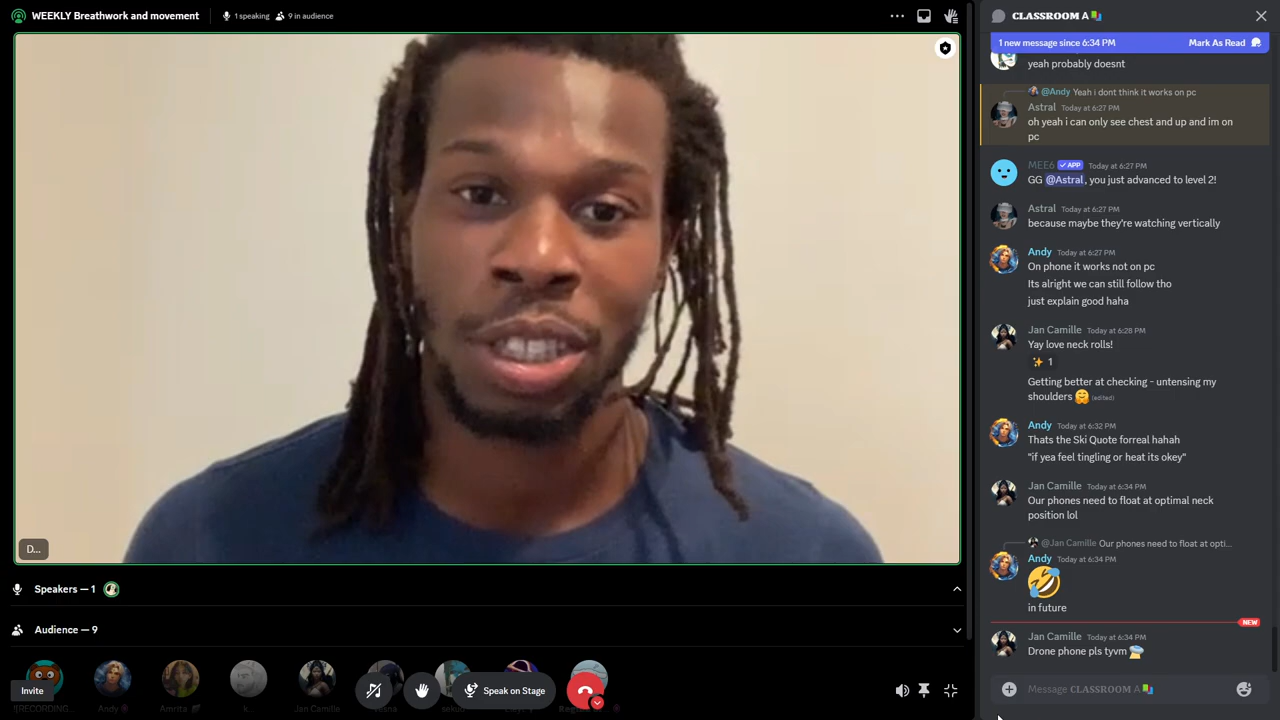 WEEKLY Breathwork and movement
1 speaking
9 in audience
D...
Speakers — 1
Audience — 9
Invite
Andy
Amrita
k...
Jan Camille
Speak on Stage
𝐂𝐋𝐀𝐒𝐒𝐑𝐎𝐎𝐌 𝐀
1 new message since 6:34 PM
Mark As Read
yeah probably doesnt
@Andy Yeah i dont think it works on pc
Astral Today at 6:27 PM
oh yeah i can only see chest and up and im on
pc
MEE6 ✓ APP Today at 6:27 PM
GG @Astral, you just advanced to level 2!
Astral Today at 6:27 PM
because maybe they're watching vertically
Andy Today at 6:27 PM
On phone it works not on pc
Its alright we can still follow tho
just explain good haha
Jan Camille Today at 6:28 PM
Yay love neck rolls!
✨ 1
Getting better at checking - untensing my
shoulders 🤗 (edited)
Andy Today at 6:32 PM
Thats the Ski Quote forreal hahah
"if yea feel tingling or heat its okey"
Jan Camille Today at 6:34 PM
Our phones need to float at optimal neck
position lol
@Jan Camille Our phones need to float at opti...
Andy Today at 6:34 PM
🤣
in future
NEW
Jan Camille Today at 6:34 PM
Drone phone pls tyvm
Message 𝐂𝐋𝐀𝐒𝐒𝐑𝐎𝐎𝐌 𝐀